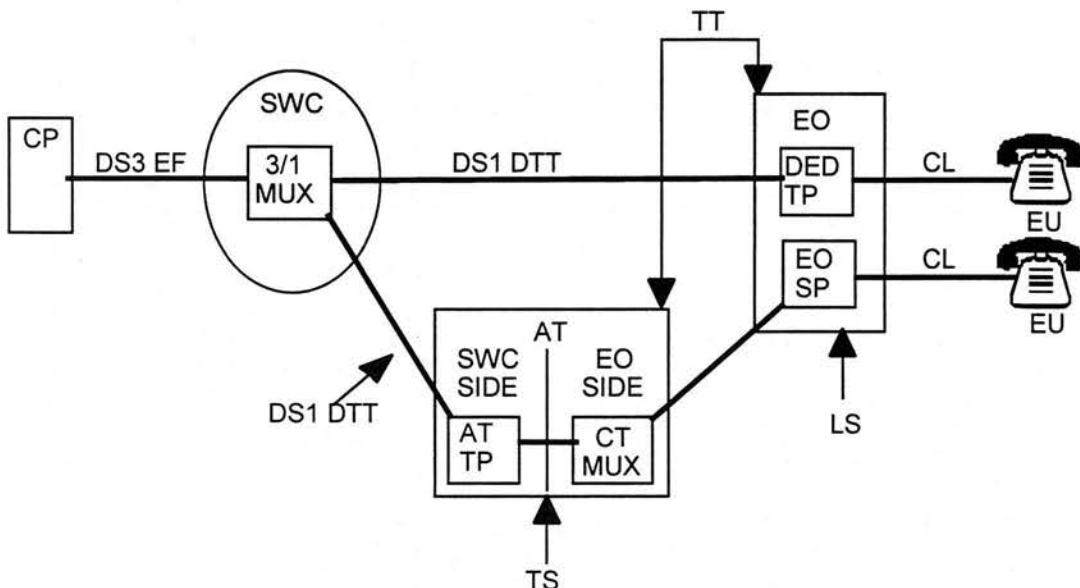 TT
SWC
EO
CP
DS3 EF
3/1
MUX
DS1 DTT
DED
TP
CL
EU
EO
SP
CL
EU
AT
SWC
SIDE
EO
SIDE
DS1 DTT
AT
TP
CT
MUX
LS
TS